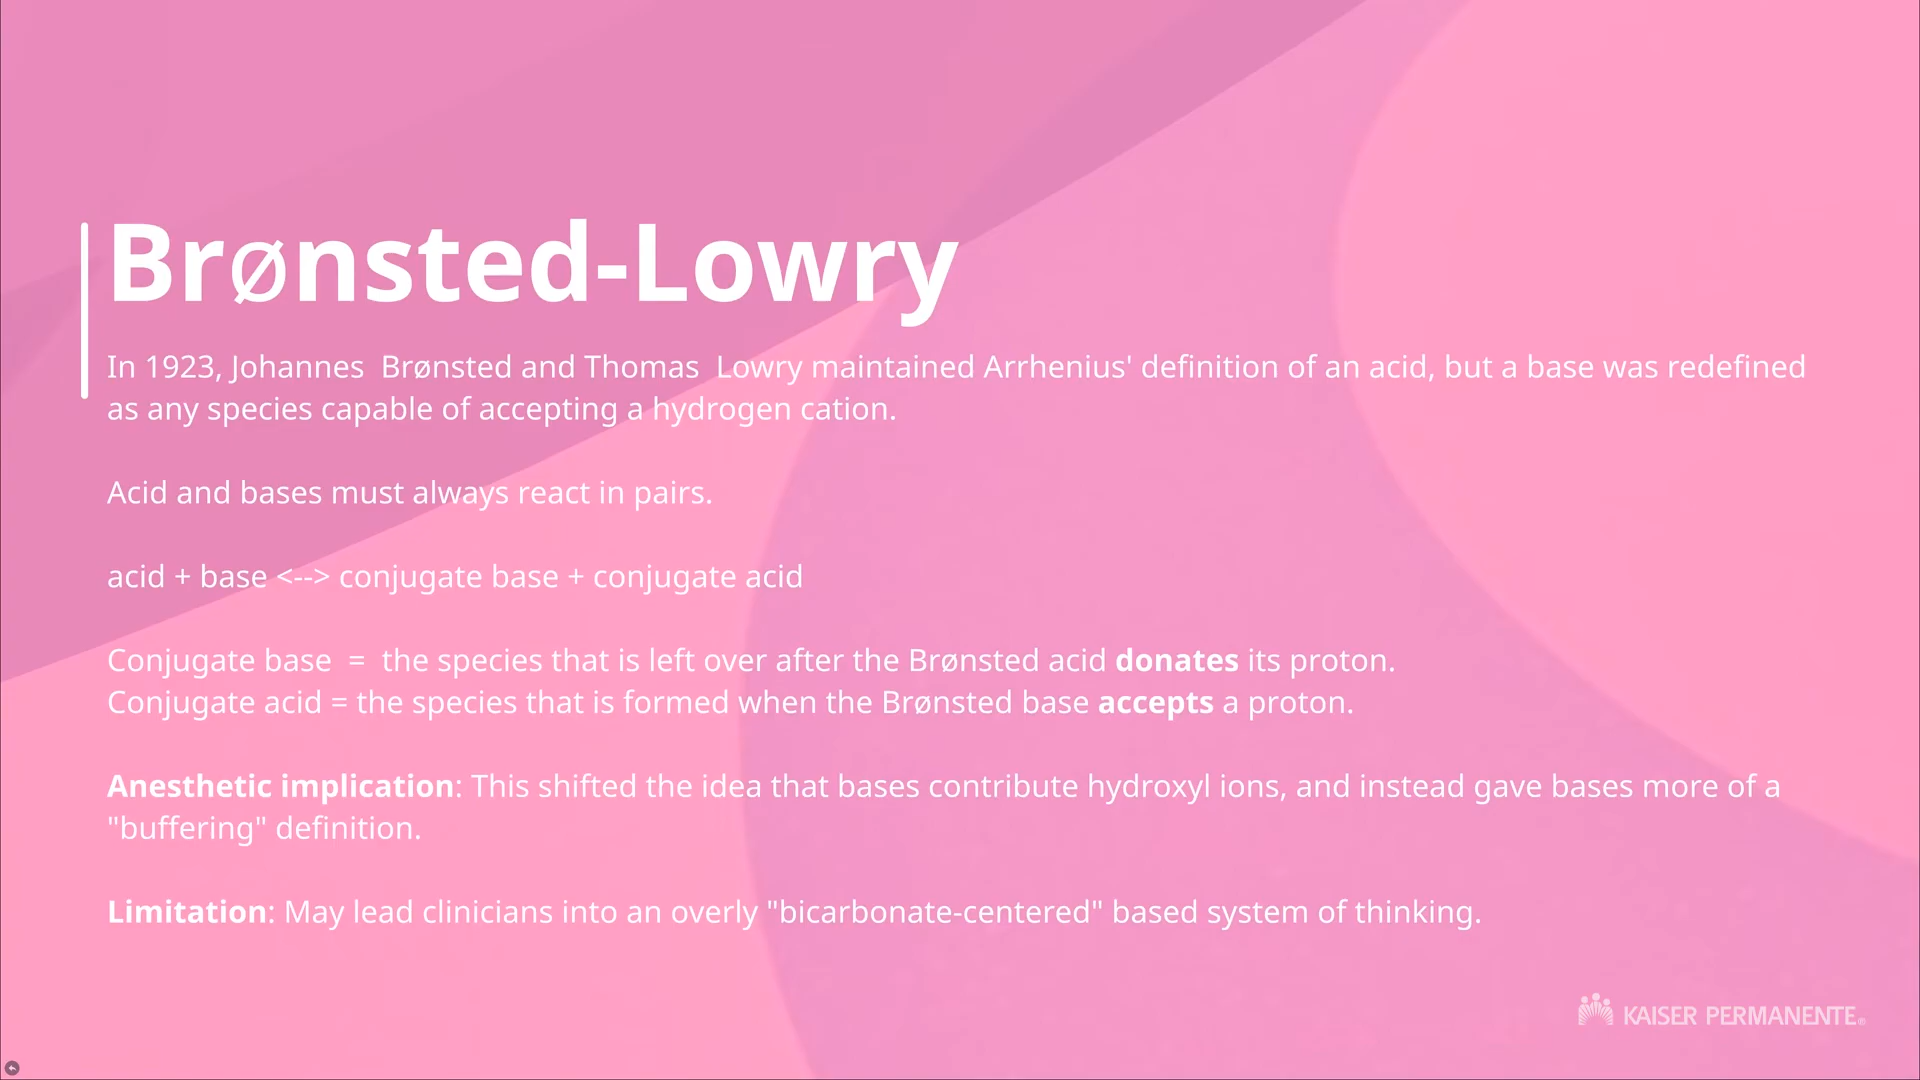 Brønsted-Lowry
In 1923, Johannes  Brønsted and Thomas  Lowry maintained Arrhenius' definition of an acid, but a base was redefined
as any species capable of accepting a hydrogen cation.
Acid and bases must always react in pairs.
acid + base <--> conjugate base + conjugate acid
Conjugate base  =  the species that is left over after the Brønsted acid donates its proton.
Conjugate acid = the species that is formed when the Brønsted base accepts a proton.
Anesthetic implication: This shifted the idea that bases contribute hydroxyl ions, and instead gave bases more of a
"buffering" definition.
Limitation: May lead clinicians into an overly "bicarbonate-centered" based system of thinking.
KAISER PERMANENTE®